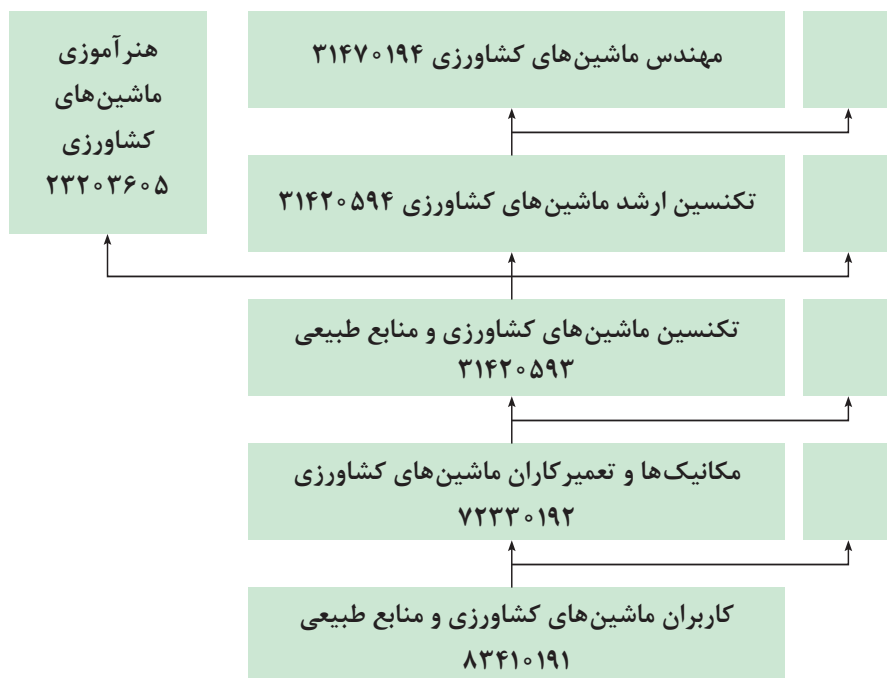 مهندس ماشین‌های کشاورزی ۳۱۴۷۰۱۹۴
هنرآموزی
ماشین‌های
کشاورزی
۲۳۲۰۳۶۰۵
تکنسین ارشد ماشین‌های کشاورزی ۳۱۴۲۰۵۹۴
تکنسین ماشین‌های کشاورزی و منابع طبیعی
۳۱۴۲۰۵۹۳
مکانیک‌ها و تعمیرکاران ماشین‌های کشاورزی
۷۲۳۳۰۱۹۲
کاربران ماشین‌های کشاورزی و منابع طبیعی
۸۳۴۱۰۱۹۱